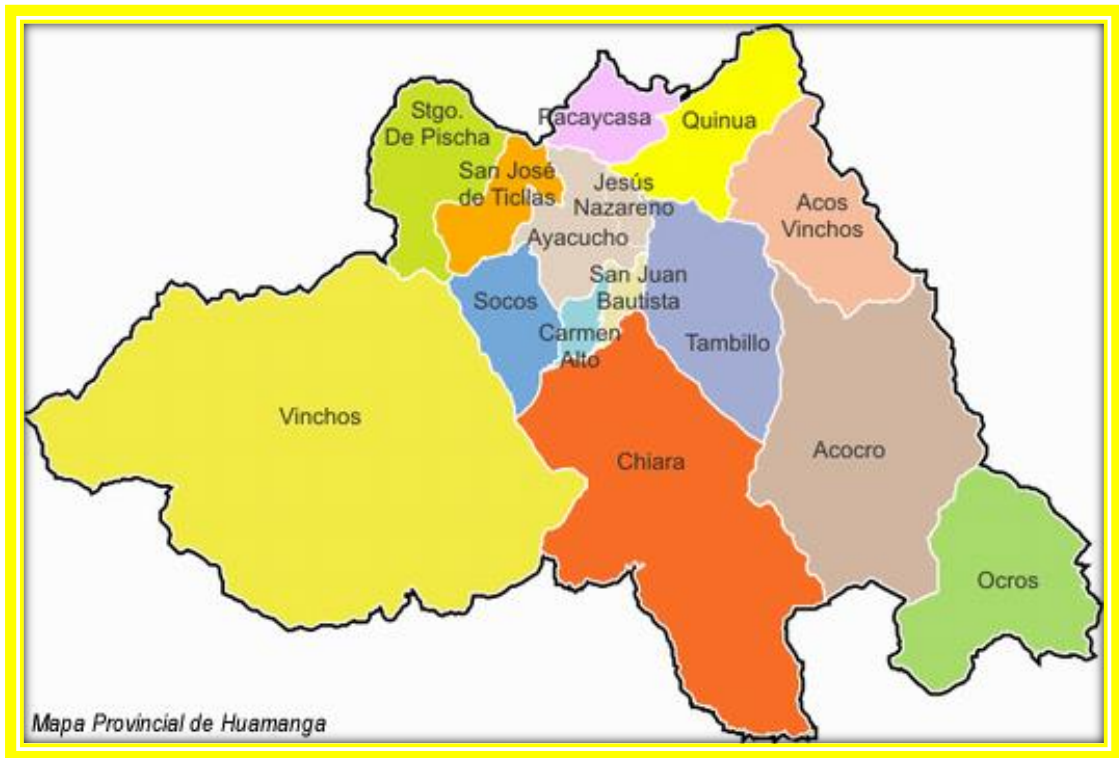 Stgo.
De Pischa
Pacaycasa
Quinua
San José
de Ticllas
Jesús
Nazareno
Acos
Vinchos
Ayacucho
Socos
San Juan
Bautista
Carmen
Alto
Tambillo
Vinchos
Chiara
Acocro
Ocros
Mapa Provincial de Huamanga